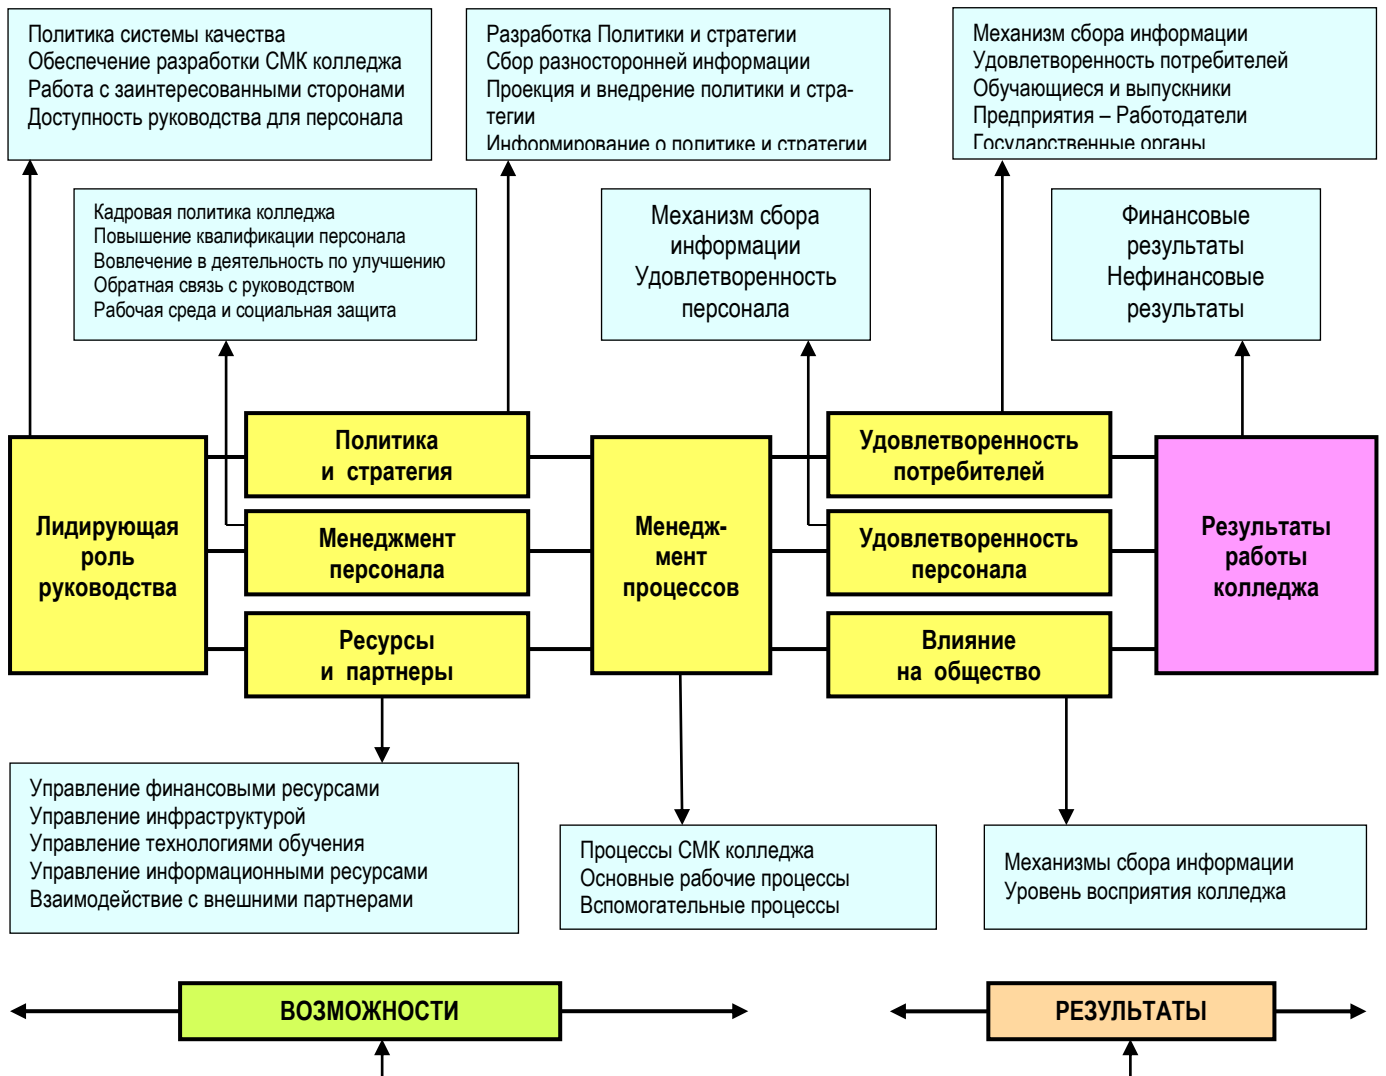 Политика системы качества
Обеспечение разработки СМК колледжа
Работа с заинтересованными сторонами
Доступность руководства для персонала
Разработка Политики и стратегии
Сбор разносторонней информации
Проекция и внедрение политики и стра-
тегии
Информирование о политике и стратегии
Механизм сбора информации
Удовлетворенность потребителей
Обучающиеся и выпускники
Предприятия – Работодатели
Государственные органы
Кадровая политика колледжа
Повышение квалификации персонала
Вовлечение в деятельность по улучшению
Обратная связь с руководством
Рабочая среда и социальная защита
Механизм сбора
информации
Удовлетворенность
персонала
Финансовые
результаты
Нефинансовые
результаты
Лидирующая
роль
руководства
Политика
и стратегия
Менеджмент
персонала
Ресурсы
и партнеры
Менедж-
мент
процессов
Удовлетворенность
потребителей
Удовлетворенность
персонала
Влияние
на общество
Результаты
работы
колледжа
Управление финансовыми ресурсами
Управление инфраструктурой
Управление технологиями обучения
Управление информационными ресурсами
Взаимодействие с внешними партнерами
Процессы СМК колледжа
Основные рабочие процессы
Вспомогательные процессы
Механизмы сбора информации
Уровень восприятия колледжа
ВОЗМОЖНОСТИ
РЕЗУЛЬТАТЫ